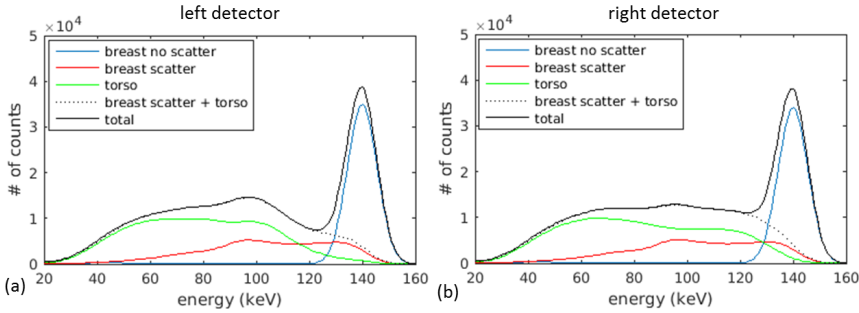 left detector
×10⁴
5
4
3
2
1
0
# of counts
breast no scatter
breast scatter
torso
breast scatter + torso
total
20 40 60 80 100 120 140 160
energy (keV)
(a)
right detector
×10⁴
5
4
3
2
1
0
# of counts
breast no scatter
breast scatter
torso
breast scatter + torso
total
20 40 60 80 100 120 140 160
energy (keV)
(b)